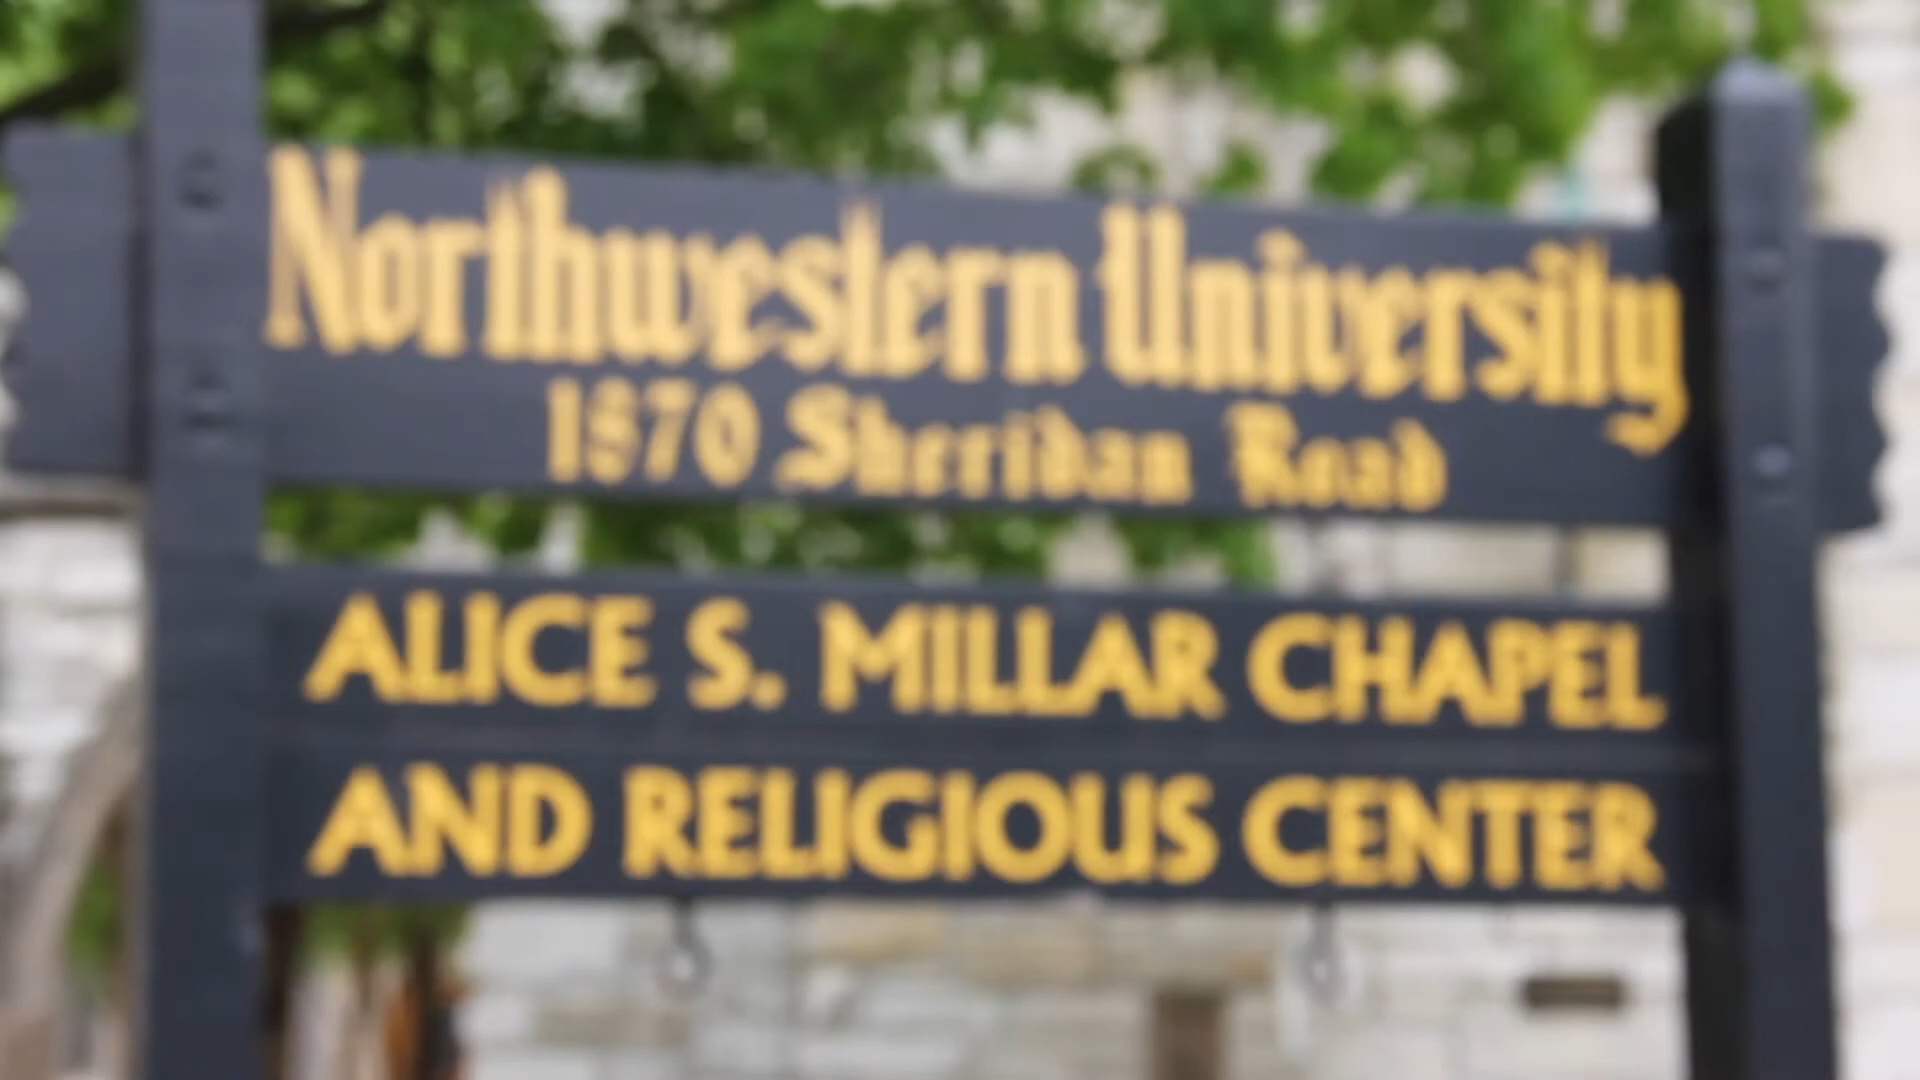 Northwestern University
1870 Sheridan Road
ALICE S. MILLAR CHAPEL
AND RELIGIOUS CENTER